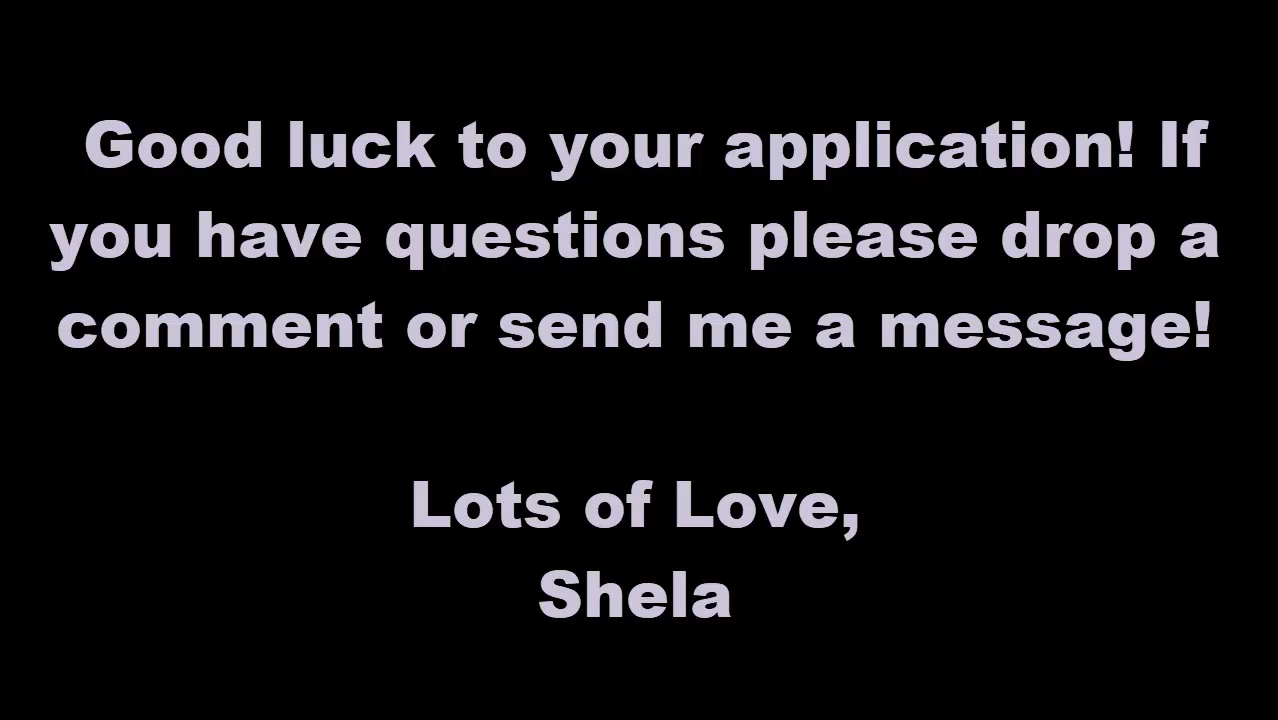 Good luck to your application! If
you have questions please drop a
comment or send me a message!
Lots of Love,
Shela